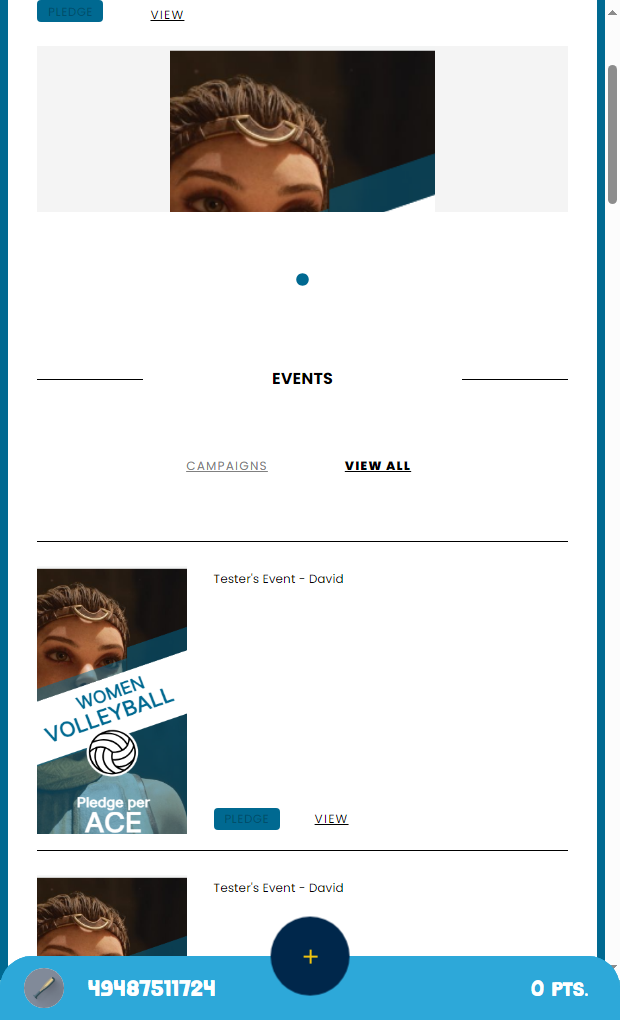 PLEDGE
VIEW
EVENTS
CAMPAIGNS
VIEW ALL
Tester's Event - David
WOMEN
VOLLEYBALL
Pledge per
ACE
PLEDGE
VIEW
Tester's Event - David
+
49487511724
0 PTS.